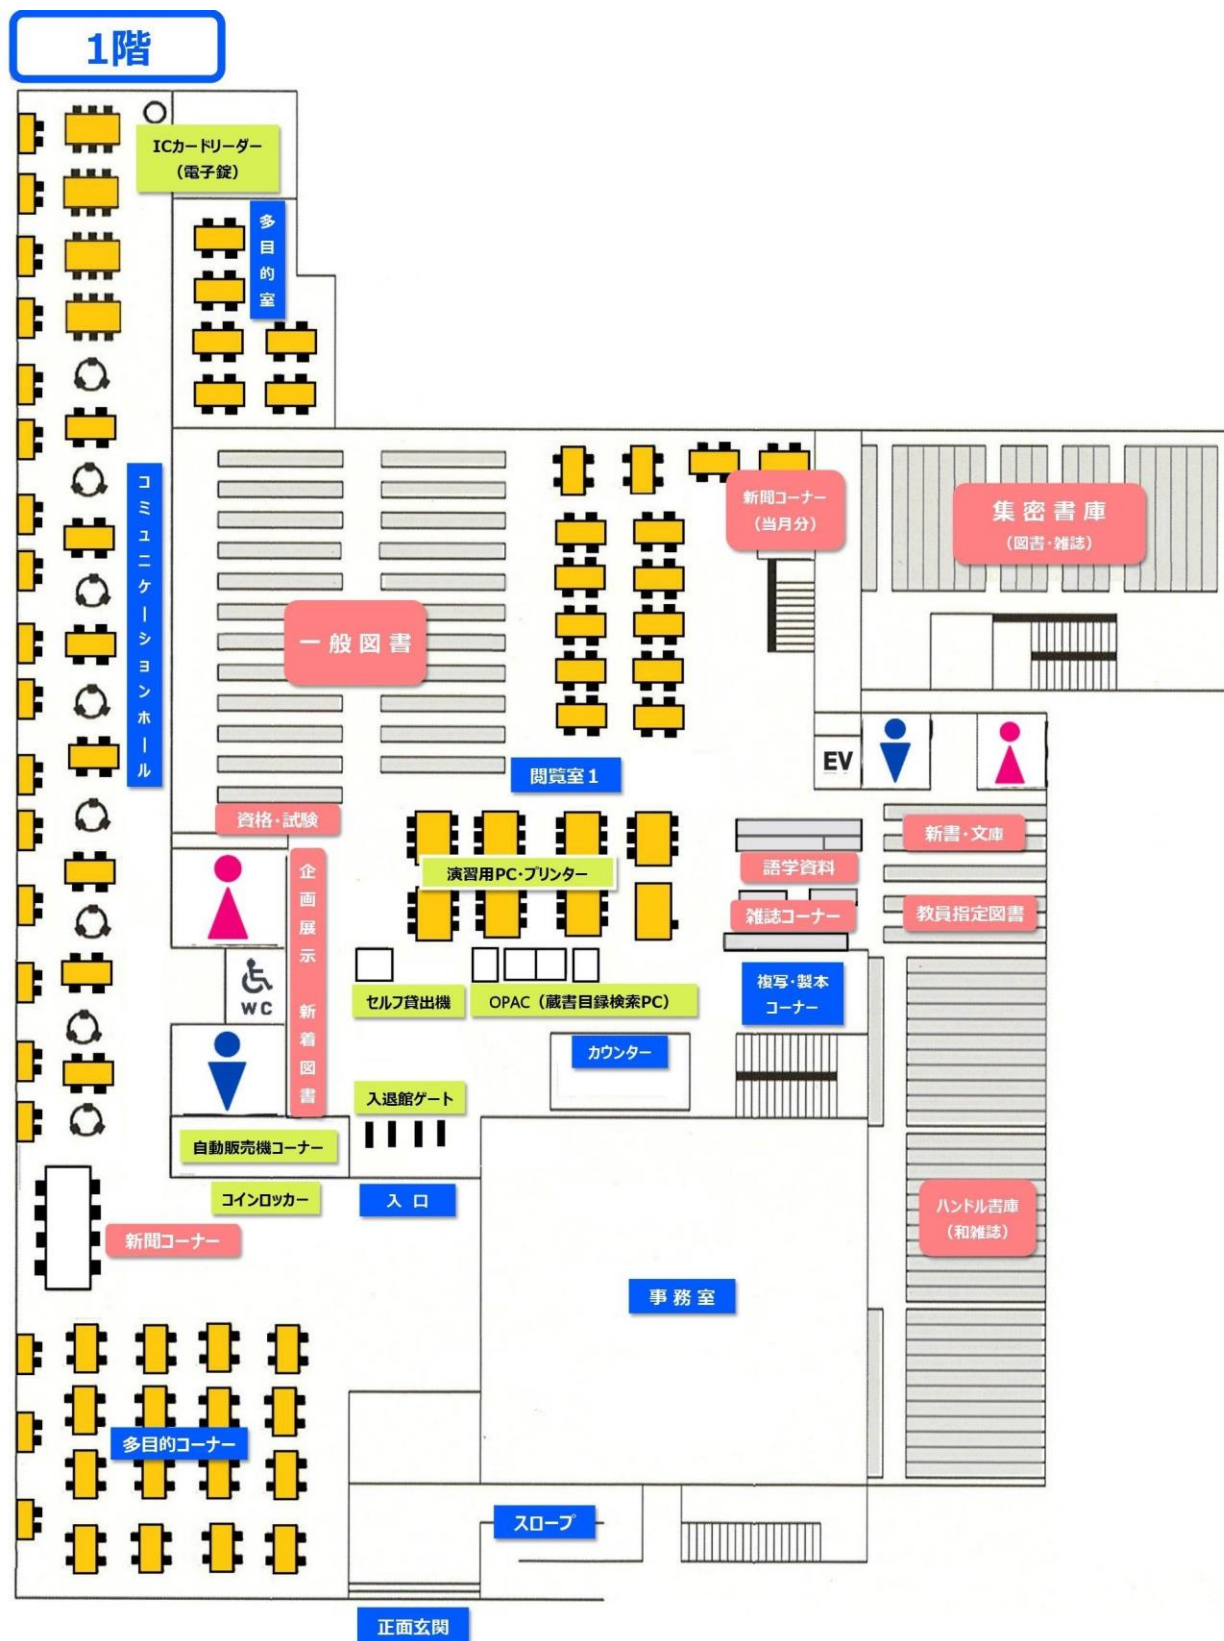 1階
ICカードリーダー
（電子錠）
多目的室
コミュニケーションホール
新聞コーナー
（当月分）
集密書庫
（図書・雑誌）
一般図書
閲覧室１
EV
資格・試験
新書・文庫
演習用PC・プリンター
語学資料
企画展示　新着図書
雑誌コーナー
教員指定図書
WC
セルフ貸出機
OPAC（蔵書目録検索PC）
複写・製本
コーナー
カウンター
入退館ゲート
自動販売機コーナー
コインロッカー
入口
新聞コーナー
ハンドル書庫
（和雑誌）
事務室
多目的コーナー
スロープ
正面玄関